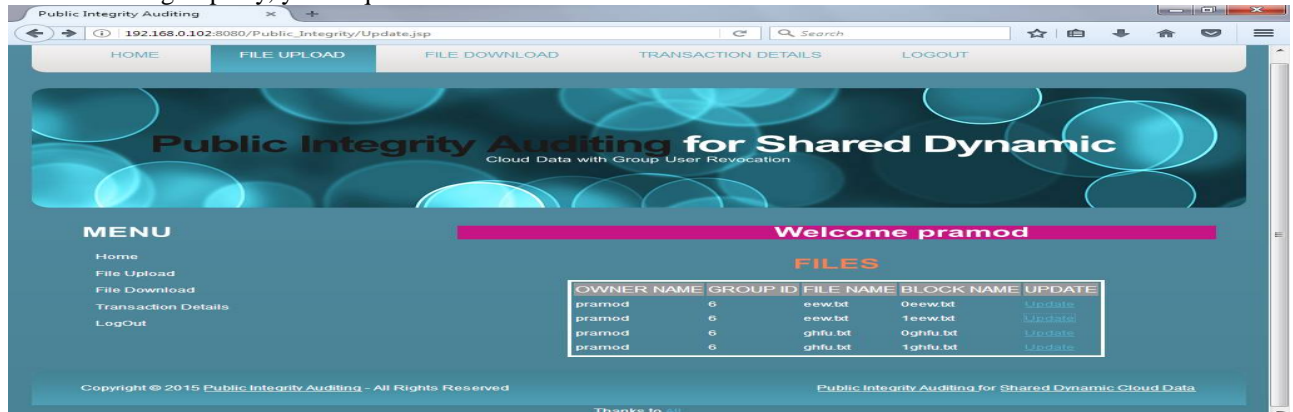 Public Integrity Auditing
192.168.0.102:8080/Public_Integrity/Update.jsp
Search
HOME FILE UPLOAD FILE DOWNLOAD TRANSACTION DETAILS LOGOUT
Public Integrity Auditing for Shared Dynamic
Cloud Data with Group User Revocation
MENU
Home
File Upload
File Download
Transaction Details
LogOut
Welcome pramod
FILES
OWNER NAME GROUP ID FILE NAME BLOCK NAME UPDATE
pramod 6 eew.txt 0eew.txt Update
pramod 6 eew.txt 1eew.txt Update
pramod 6 ghfu.txt 0ghfu.txt Update
pramod 6 ghfu.txt 1ghfu.txt Update
Copyright © 2015 Public Integrity Auditing - All Rights Reserved
Public Integrity Auditing for Shared Dynamic Cloud Data
Thanks to All